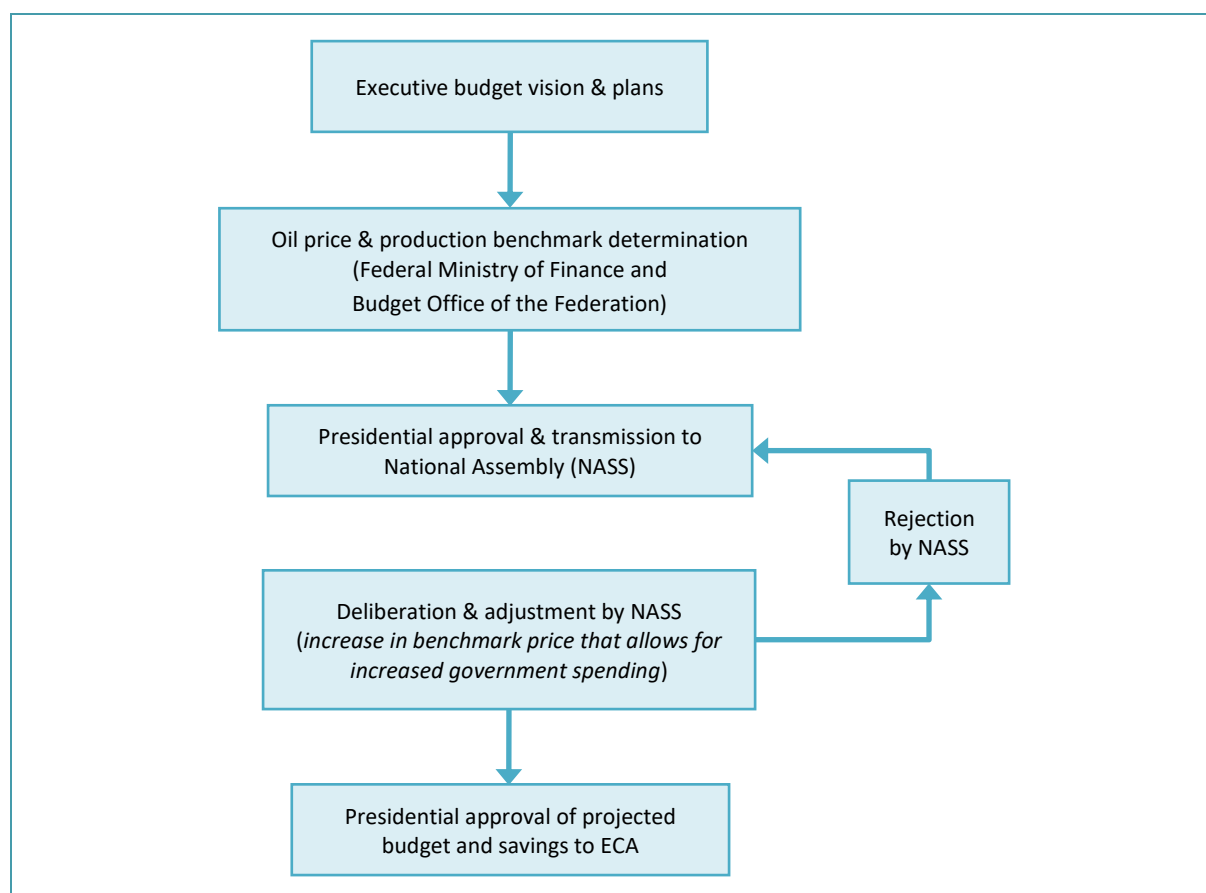 Executive budget vision & plans
Oil price & production benchmark determination
(Federal Ministry of Finance and
Budget Office of the Federation)
Presidential approval & transmission to
National Assembly (NASS)
Rejection
by NASS
Deliberation & adjustment by NASS
(increase in benchmark price that allows for
increased government spending)
Presidential approval of projected
budget and savings to ECA